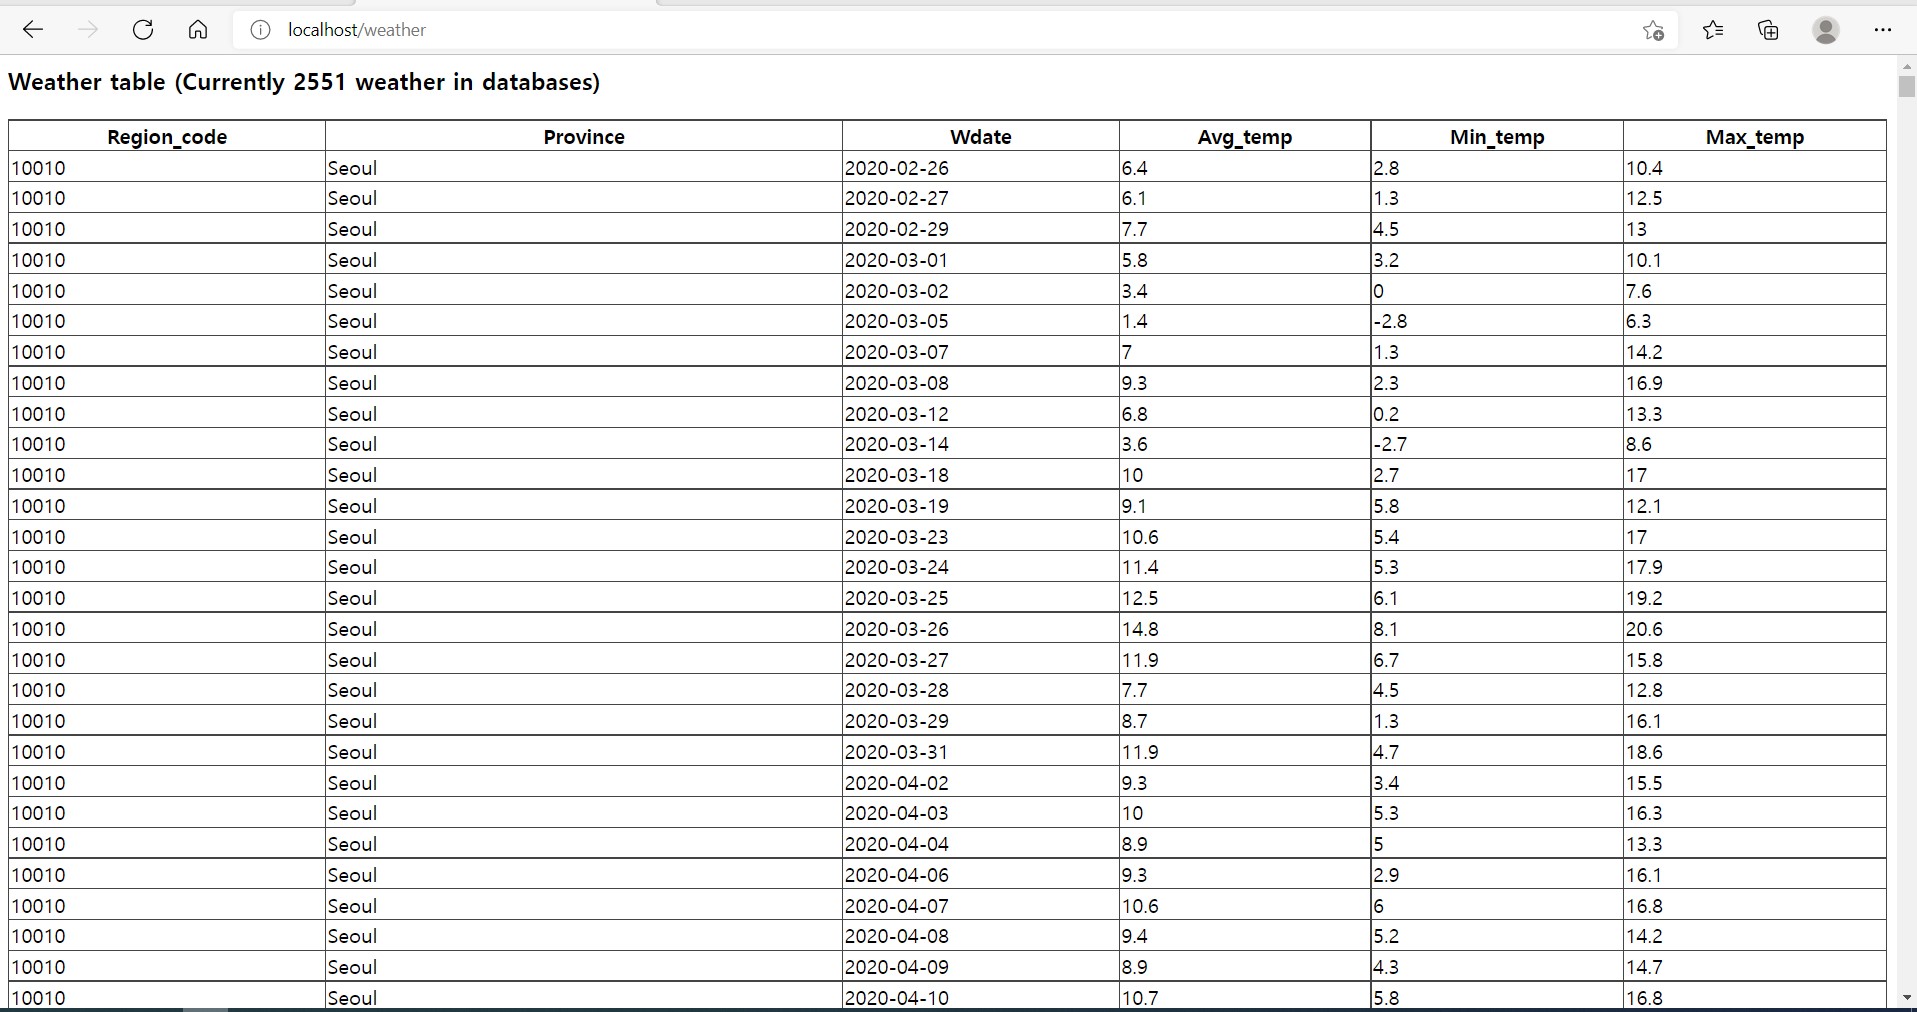 localhost/weather
Weather table (Currently 2551 weather in databases)
Region_code Province Wdate Avg_temp Min_temp Max_temp
10010 Seoul 2020-02-26 6.4 2.8 10.4
10010 Seoul 2020-02-27 6.1 1.3 12.5
10010 Seoul 2020-02-29 7.7 4.5 13
10010 Seoul 2020-03-01 5.8 3.2 10.1
10010 Seoul 2020-03-02 3.4 0 7.6
10010 Seoul 2020-03-05 1.4 -2.8 6.3
10010 Seoul 2020-03-07 7 1.3 14.2
10010 Seoul 2020-03-08 9.3 2.3 16.9
10010 Seoul 2020-03-12 6.8 0.2 13.3
10010 Seoul 2020-03-14 3.6 -2.7 8.6
10010 Seoul 2020-03-18 10 2.7 17
10010 Seoul 2020-03-19 9.1 5.8 12.1
10010 Seoul 2020-03-23 10.6 5.4 17
10010 Seoul 2020-03-24 11.4 5.3 17.9
10010 Seoul 2020-03-25 12.5 6.1 19.2
10010 Seoul 2020-03-26 14.8 8.1 20.6
10010 Seoul 2020-03-27 11.9 6.7 15.8
10010 Seoul 2020-03-28 7.7 4.5 12.8
10010 Seoul 2020-03-29 8.7 1.3 16.1
10010 Seoul 2020-03-31 11.9 4.7 18.6
10010 Seoul 2020-04-02 9.3 3.4 15.5
10010 Seoul 2020-04-03 10 5.3 16.3
10010 Seoul 2020-04-04 8.9 5 13.3
10010 Seoul 2020-04-06 9.3 2.9 16.1
10010 Seoul 2020-04-07 10.6 6 16.8
10010 Seoul 2020-04-08 9.4 5.2 14.2
10010 Seoul 2020-04-09 8.9 4.3 14.7
10010 Seoul 2020-04-10 10.7 5.8 16.8